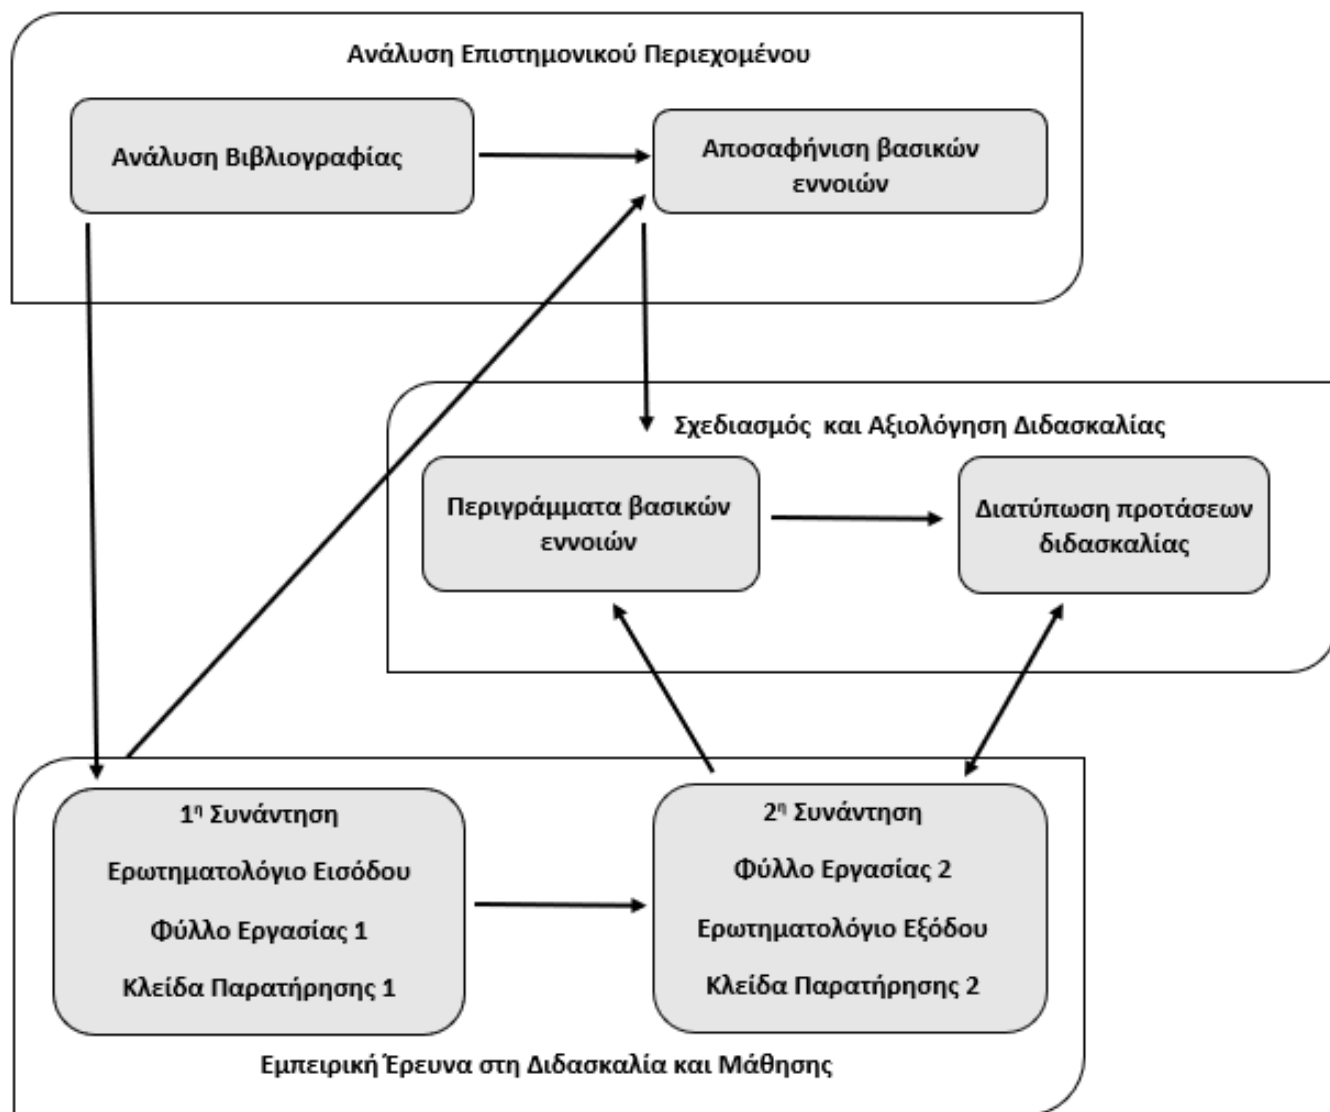 Ανάλυση Επιστημονικού Περιεχομένου
Ανάλυση Βιβλιογραφίας
Αποσαφήνιση βασικών
εννοιών
Σχεδιασμός και Αξιολόγηση Διδασκαλίας
Περιγράμματα βασικών
εννοιών
Διατύπωση προτάσεων
διδασκαλίας
1η Συνάντηση
Ερωτηματολόγιο Εισόδου
Φύλλο Εργασίας 1
Κλείδα Παρατήρησης 1
2η Συνάντηση
Φύλλο Εργασίας 2
Ερωτηματολόγιο Εξόδου
Κλείδα Παρατήρησης 2
Εμπειρική Έρευνα στη Διδασκαλία και Μάθησης